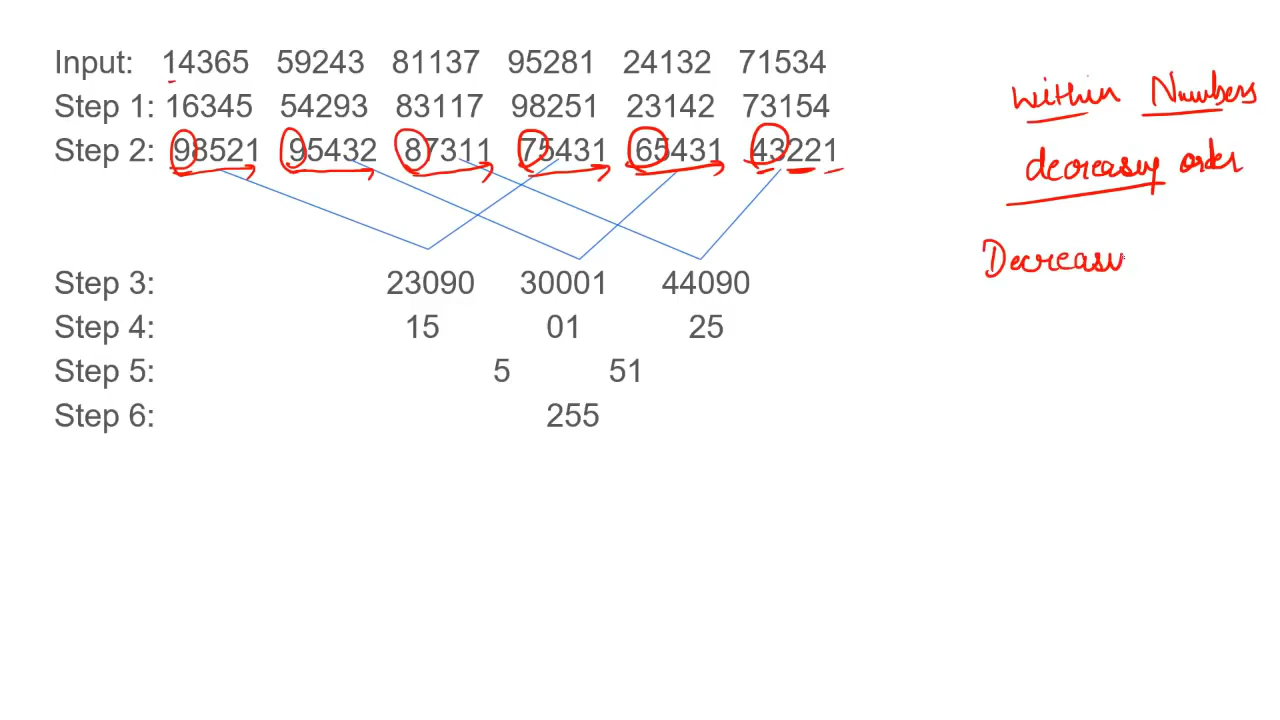 Input: 14365 59243 81137 95281 24132 71534
Step 1: 16345 54293 83117 98251 23142 73154
Step 2: 98521 95432 87311 75431 65431 43221
Step 3: 23090 30001 44090
Step 4: 15 01 25
Step 5: 5 51
Step 6: 255
within Numbers
decreasing order
Decreasi